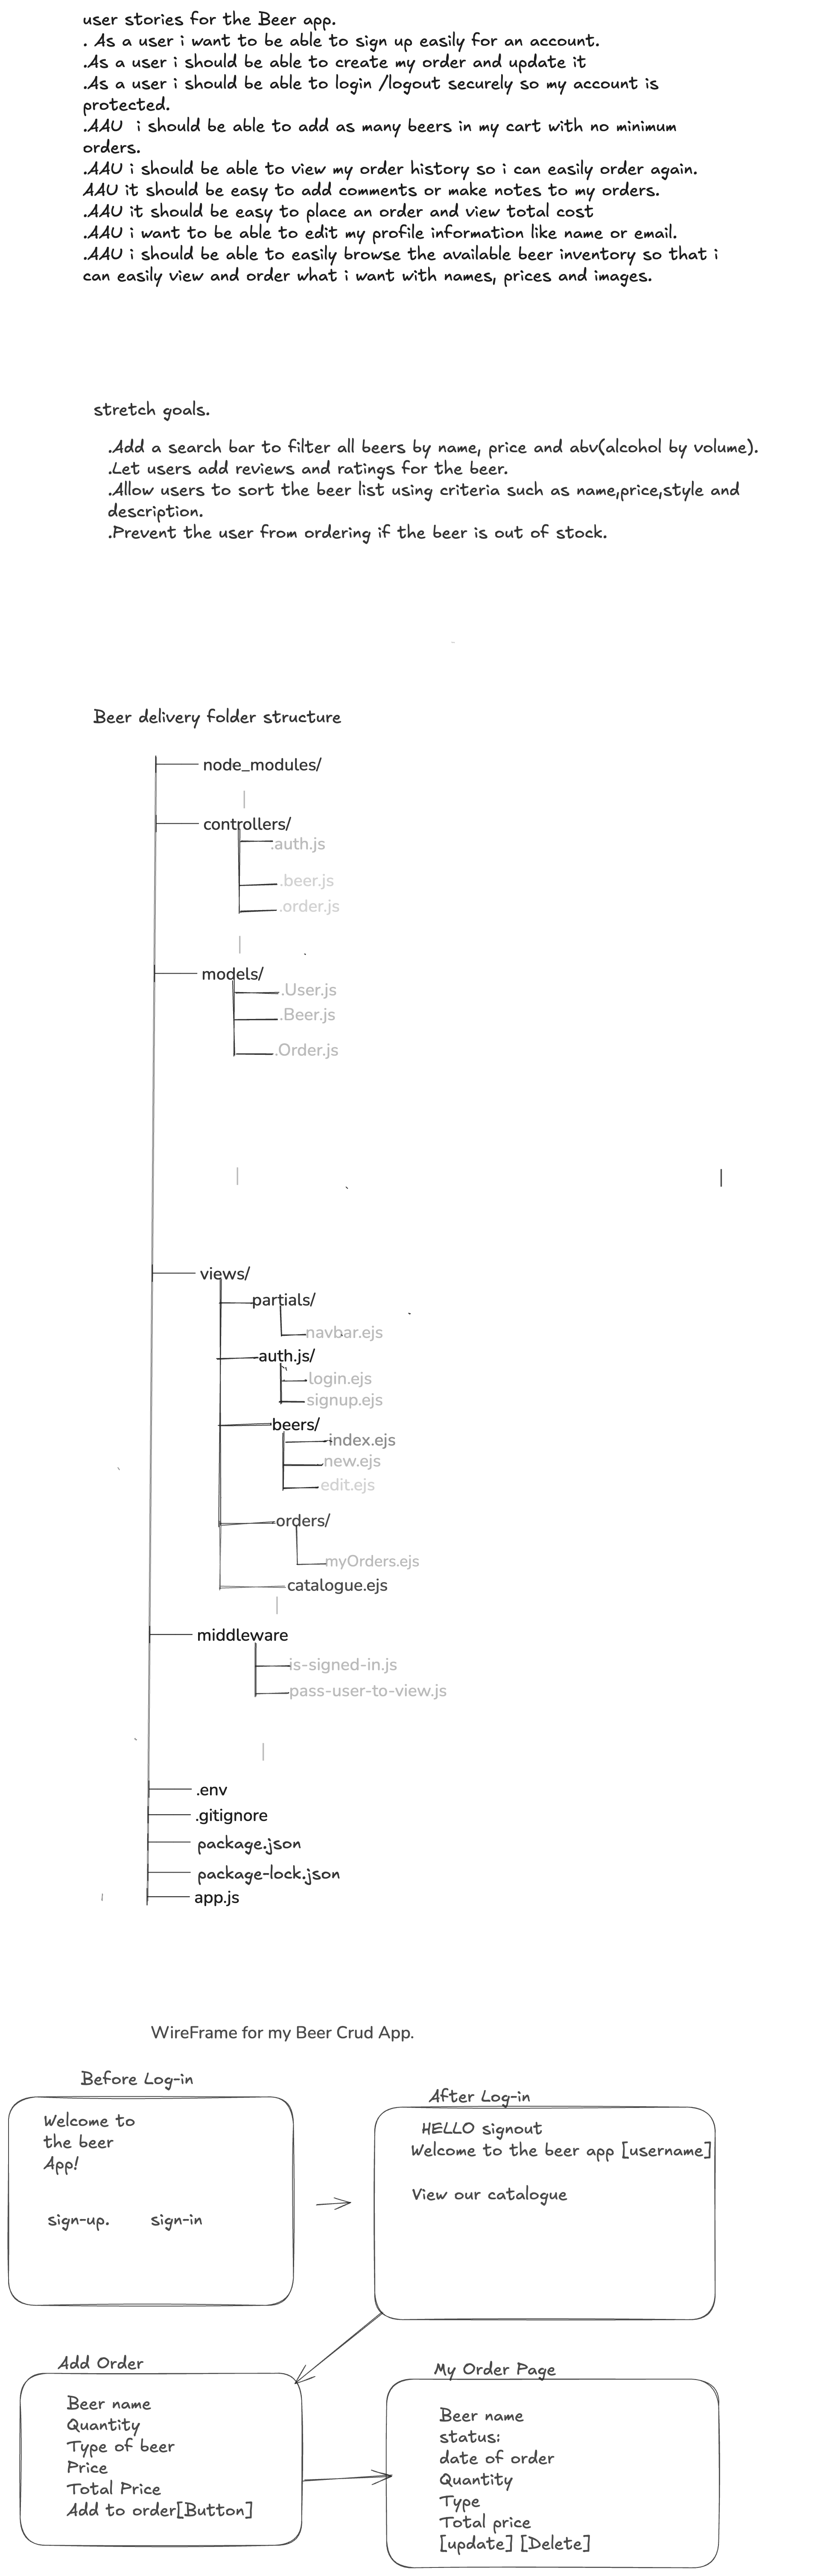 user stories for the Beer app.
. As a user i want to be able to sign up easily for an account.
.As a user i should be able to create my order and update it
.As a user i should be able to login /logout securely so my account is
protected.
.AAU  i should be able to add as many beers in my cart with no minimum
orders.
.AAU i should be able to view my order history so i can easily order again.
AAU it should be easy to add comments or make notes to my orders.
.AAU it should be easy to place an order and view total cost
.AAU i want to be able to edit my profile information like name or email.
.AAU i should be able to easily browse the available beer inventory so that i
can easily view and order what i want with names, prices and images.
stretch goals.
.Add a search bar to filter all beers by name, price and abv(alcohol by volume).
.Let users add reviews and ratings for the beer.
.Allow users to sort the beer list using criteria such as name,price,style and
description.
.Prevent the user from ordering if the beer is out of stock.
Beer delivery folder structure
node_modules/
controllers/
.auth.js
.beer.js
.order.js
models/
.User.js
.Beer.js
.Order.js
views/
partials/
navbar.ejs
auth.js/
login.ejs
signup.ejs
beers/
index.ejs
new.ejs
edit.ejs
orders/
myOrders.ejs
catalogue.ejs
middleware
is-signed-in.js
pass-user-to-view.js
.env
.gitignore
package.json
package-lock.json
app.js
WireFrame for my Beer Crud App.
Before Log-in
Welcome to
the beer
App!
sign-up.
sign-in
After Log-in
HELLO signout
Welcome to the beer app [username]
View our catalogue
Add Order
Beer name
Quantity
Type of beer
Price
Total Price
Add to order[Button]
My Order Page
Beer name
status:
date of order
Quantity
Type
Total price
[update] [Delete]